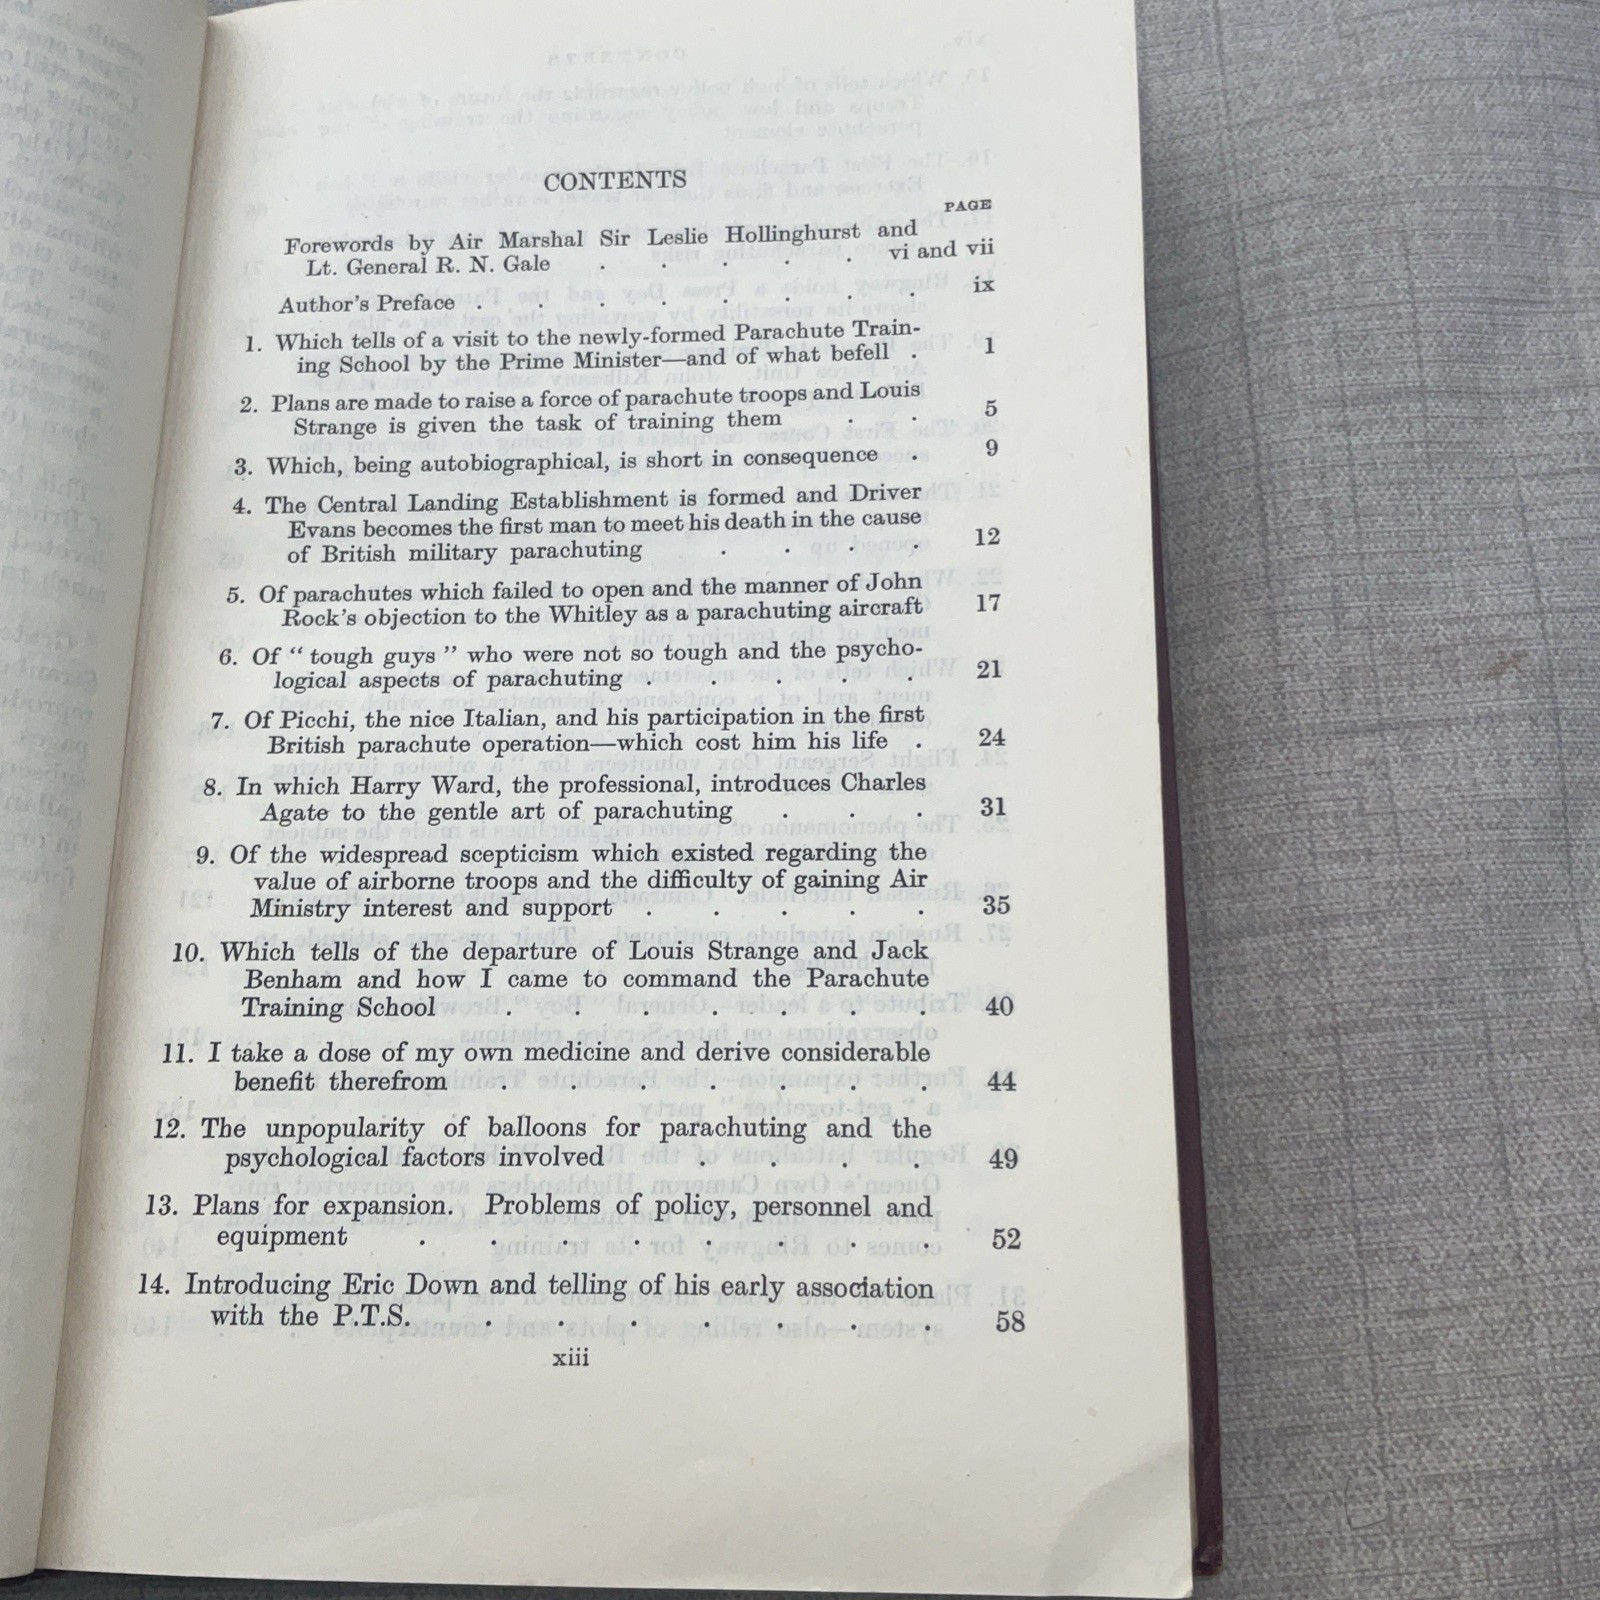 CONTENTS
PAGE
Forewords by Air Marshal Sir Leslie Hollinghurst and
Lt. General R. N. Gale . . . . . vi and vii
Author's Preface . . . . . . . . ix
1. Which tells of a visit to the newly-formed Parachute Train-
ing School by the Prime Minister—and of what befell . 1
2. Plans are made to raise a force of parachute troops and Louis
Strange is given the task of training them . . 5
3. Which, being autobiographical, is short in consequence . 9
4. The Central Landing Establishment is formed and Driver
Evans becomes the first man to meet his death in the cause
of British military parachuting . . . . 12
5. Of parachutes which failed to open and the manner of John
Rock's objection to the Whitley as a parachuting aircraft 17
6. Of " tough guys " who were not so tough and the psycho-
logical aspects of parachuting . . . . . 21
7. Of Picchi, the nice Italian, and his participation in the first
British parachute operation—which cost him his life . 24
8. In which Harry Ward, the professional, introduces Charles
Agate to the gentle art of parachuting . . . 31
9. Of the widespread scepticism which existed regarding the
value of airborne troops and the difficulty of gaining Air
Ministry interest and support . . . . . 35
10. Which tells of the departure of Louis Strange and Jack
Benham and how I came to command the Parachute
Training School . . . . . . . 40
11. I take a dose of my own medicine and derive considerable
benefit therefrom . . . . . . . 44
12. The unpopularity of balloons for parachuting and the
psychological factors involved . . . . 49
13. Plans for expansion. Problems of policy, personnel and
equipment . . . . . . . . 52
14. Introducing Eric Down and telling of his early association
with the P.T.S. . . . . . . . 58
xiii